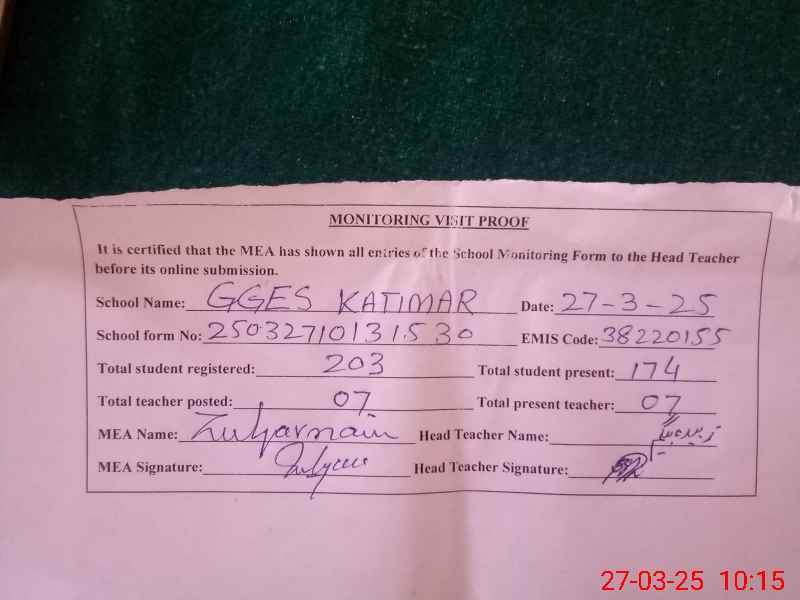 MONITORING VISIT PROOF
It is certified that the MEA has shown all entries of the School Monitoring Form to the Head Teacher
before its online submission.
School Name: GGES KATIMAR Date: 27-3-25
School form No: 25032710131530 EMIS Code: 38220155
Total student registered: 203 Total student present: 174
Total teacher posted: 07 Total present teacher: 07
MEA Name: Zulqarnain Head Teacher Name:
MEA Signature: Head Teacher Signature:
27-03-25 10:15